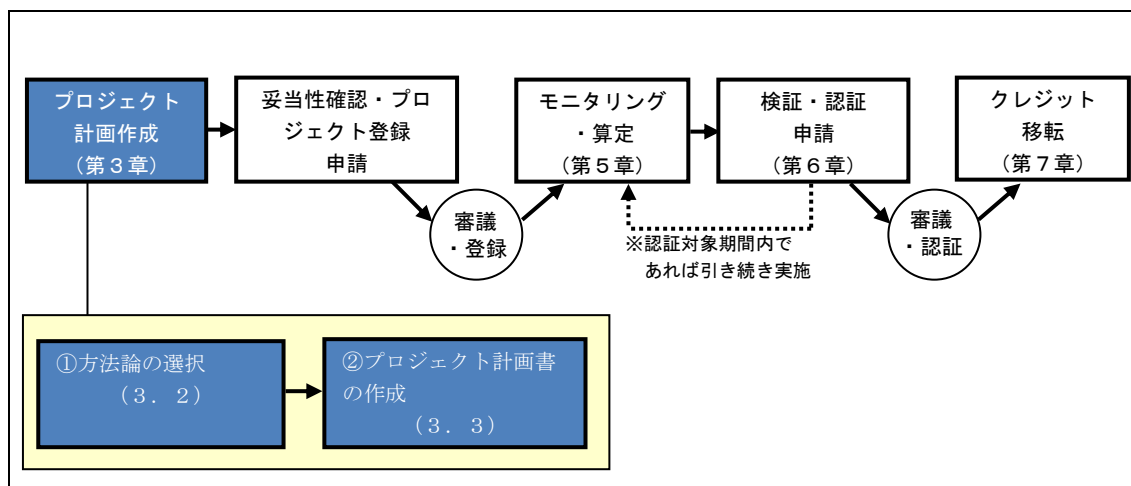 プロジェクト
計画作成
（第３章）
妥当性確認・プロ
ジェクト登録
申請
モニタリング
・算定
（第５章）
検証・認証
申請
（第６章）
クレジット
移転
（第７章）
審議
・登録
※認証対象期間内で
あれば引き続き実施
審議
・認証
①方法論の選択
（３．２）
②プロジェクト計画書
の作成
（３．３）